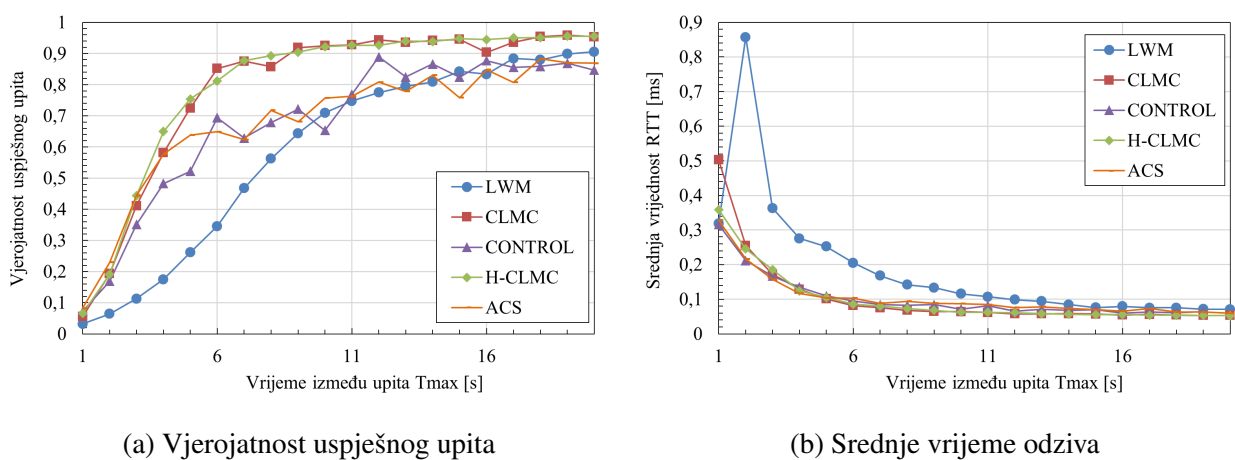 Vjerojatnost uspješnog upita
1
0,9
0,8
0,7
0,6
0,5
0,4
0,3
0,2
0,1
0
1
6
11
16
Vrijeme između upita Tmax [s]
LWM
CLMC
CONTROL
H-CLMC
ACS
(a) Vjerojatnost uspješnog upita
Srednja vrijednost RTT [ms]
0,9
0,8
0,7
0,6
0,5
0,4
0,3
0,2
0,1
0
1
6
11
16
Vrijeme između upita Tmax [s]
LWM
CLMC
CONTROL
H-CLMC
ACS
(b) Srednje vrijeme odziva